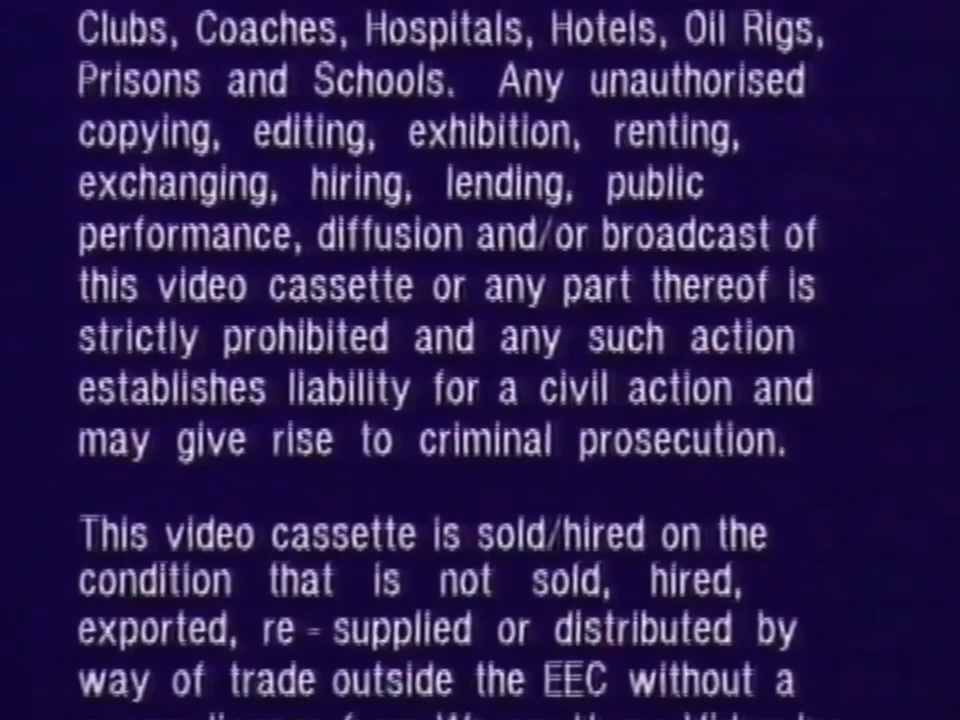 Clubs, Coaches, Hospitals, Hotels, Oil Rigs,
Prisons and Schools. Any unauthorised
copying, editing, exhibition, renting,
exchanging, hiring, lending, public
performance, diffusion and/or broadcast of
this video cassette or any part thereof is
strictly prohibited and any such action
establishes liability for a civil action and
may give rise to criminal prosecution.
This video cassette is sold/hired on the
condition that is not sold, hired,
exported, re-supplied or distributed by
way of trade outside the EEC without a